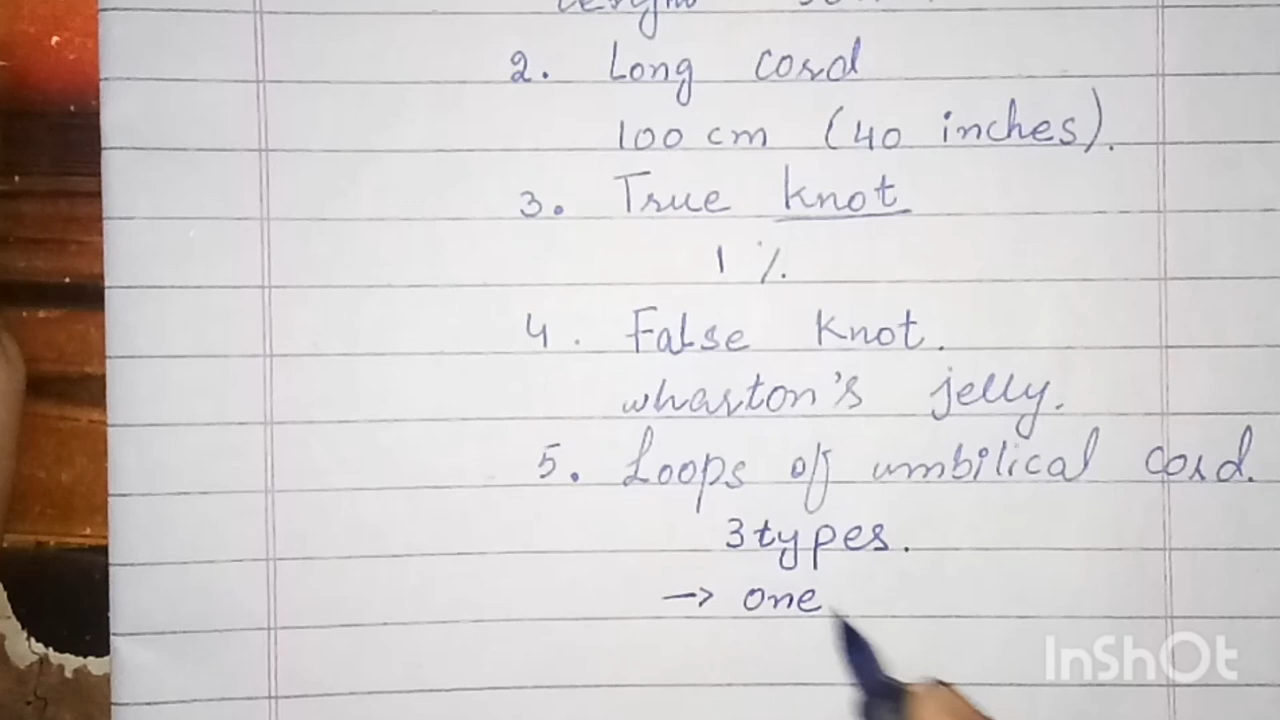 2. Long cord
100 cm (40 inches).
3. True knot
1 %.
4. False knot.
wharton's jelly.
5. Loops of umbilical cord.
3 types.
→ one
InShOt